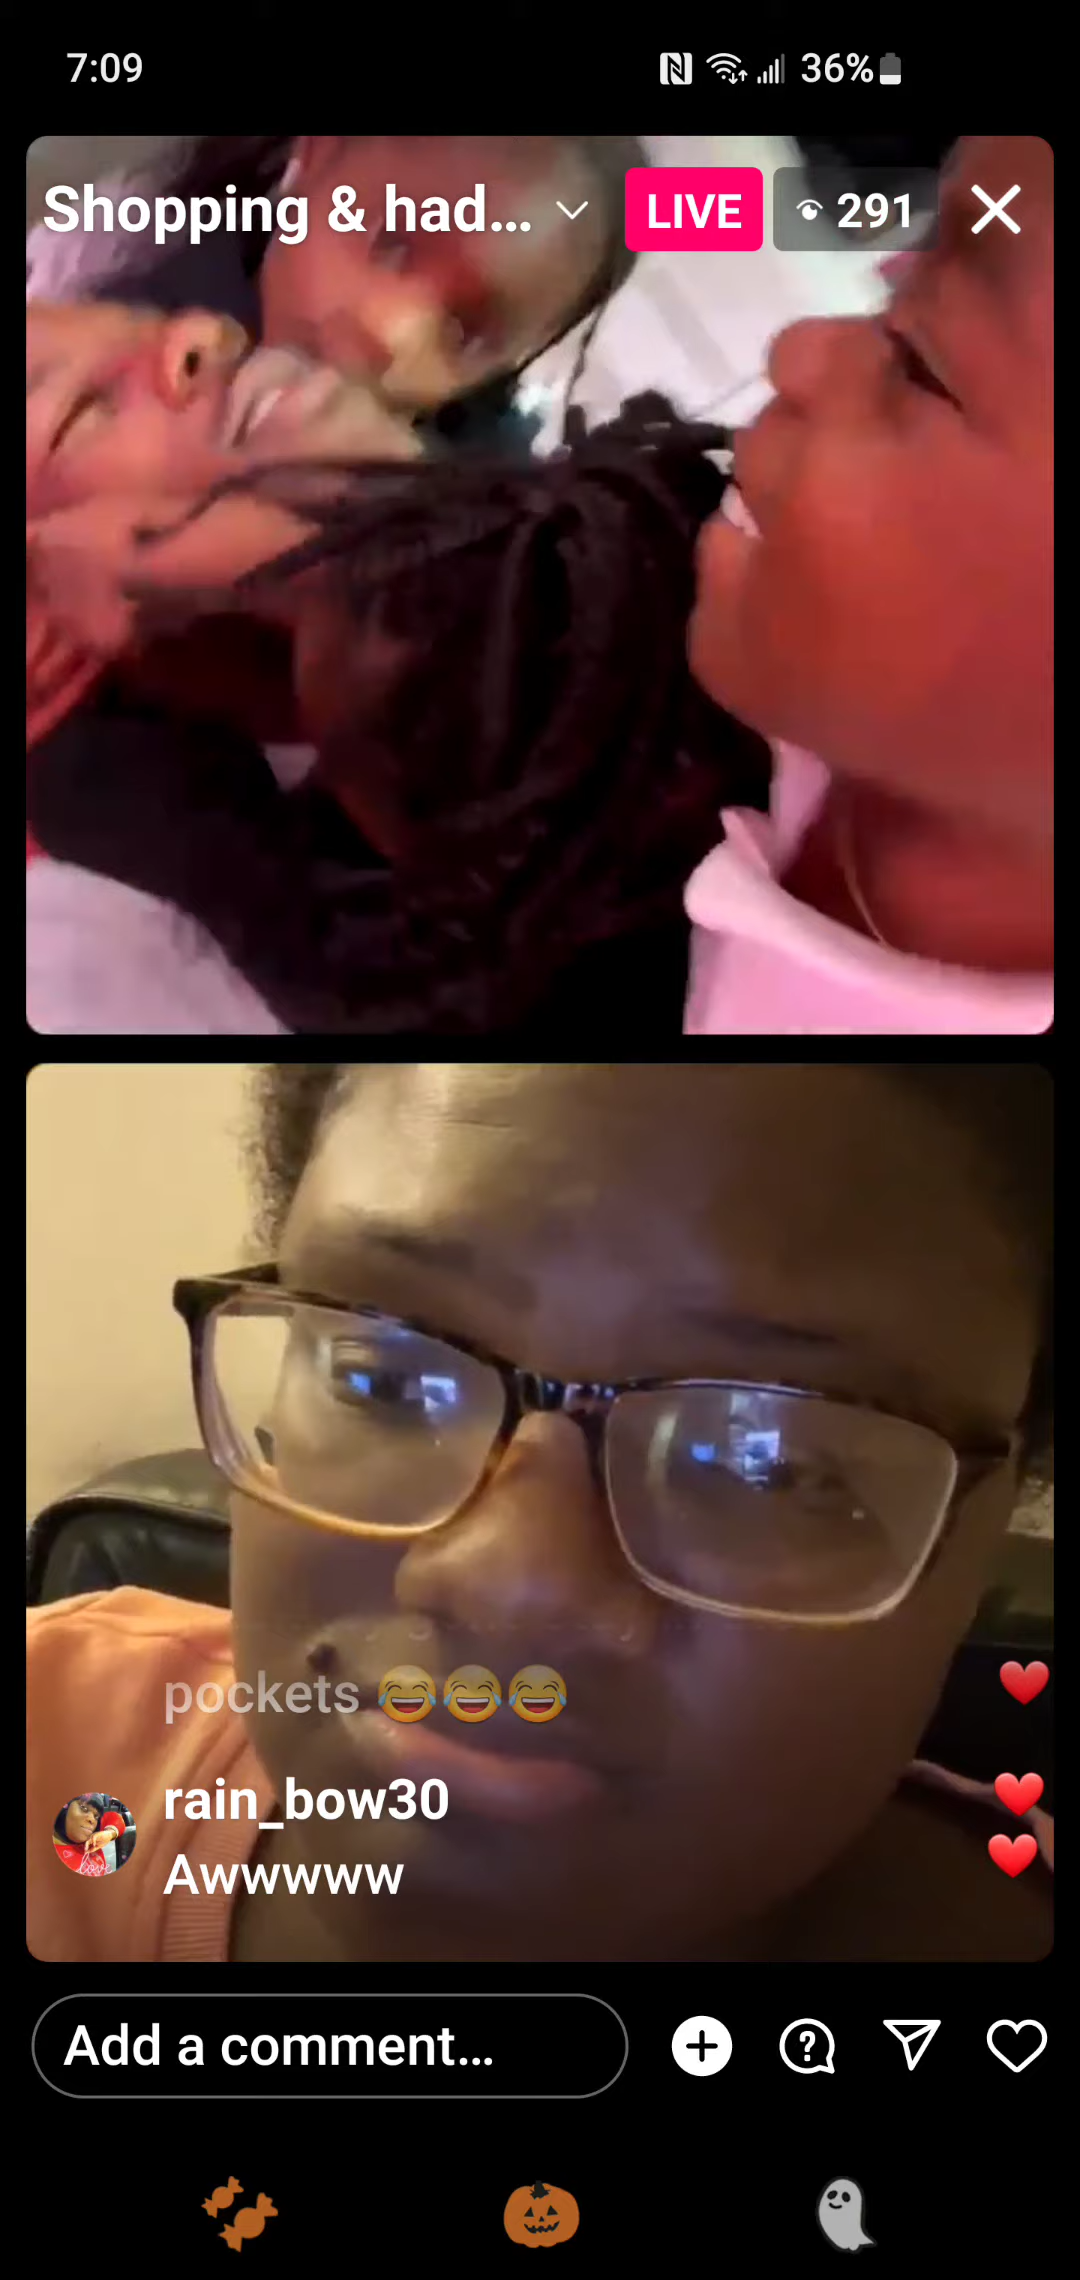 7:09 36%
Shopping & had... LIVE 291
pockets 😂😂😂
rain_bow30
Awwwww
Add a comment...